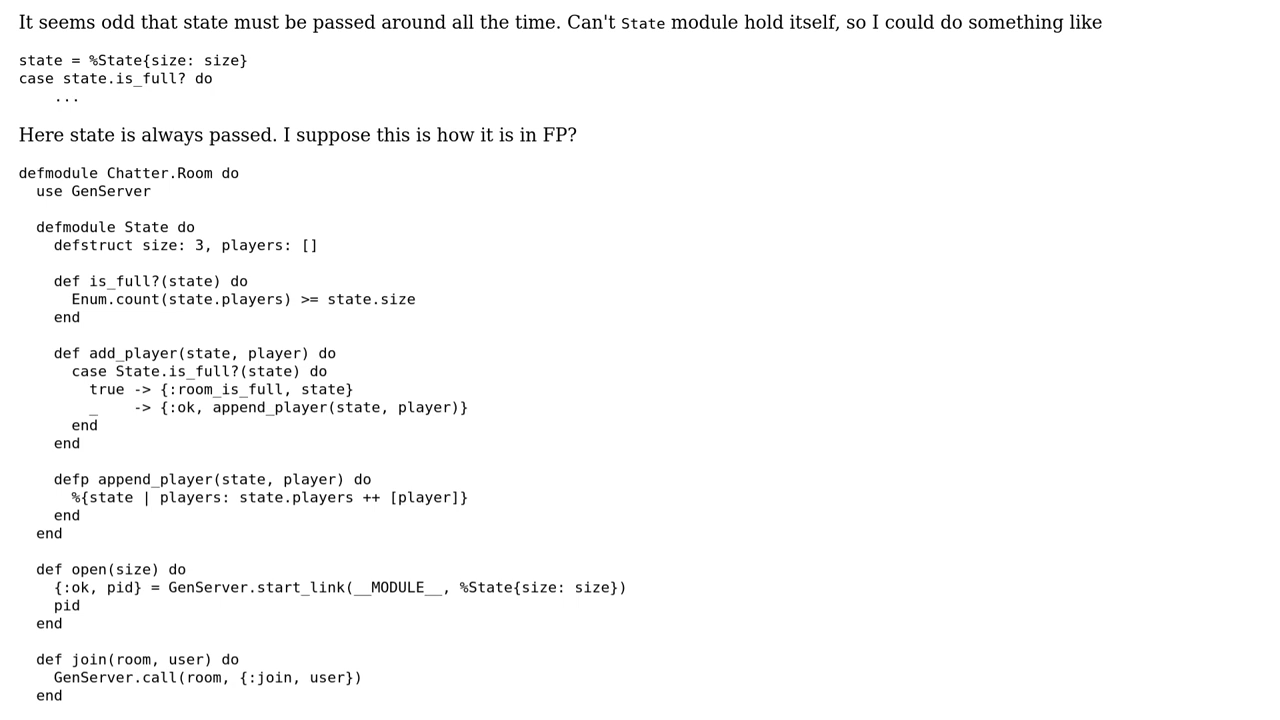 It seems odd that state must be passed around all the time. Can't State module hold itself, so I could do something like
state = %State{size: size}
case state.is_full? do
    ...
Here state is always passed. I suppose this is how it is in FP?
defmodule Chatter.Room do
  use GenServer

  defmodule State do
    defstruct size: 3, players: []

    def is_full?(state) do
      Enum.count(state.players) >= state.size
    end

    def add_player(state, player) do
      case State.is_full?(state) do
        true -> {:room_is_full, state}
        _    -> {:ok, append_player(state, player)}
      end
    end

    defp append_player(state, player) do
      %{state | players: state.players ++ [player]}
    end
  end

  def open(size) do
    {:ok, pid} = GenServer.start_link(__MODULE__, %State{size: size})
    pid
  end

  def join(room, user) do
    GenServer.call(room, {:join, user})
  end